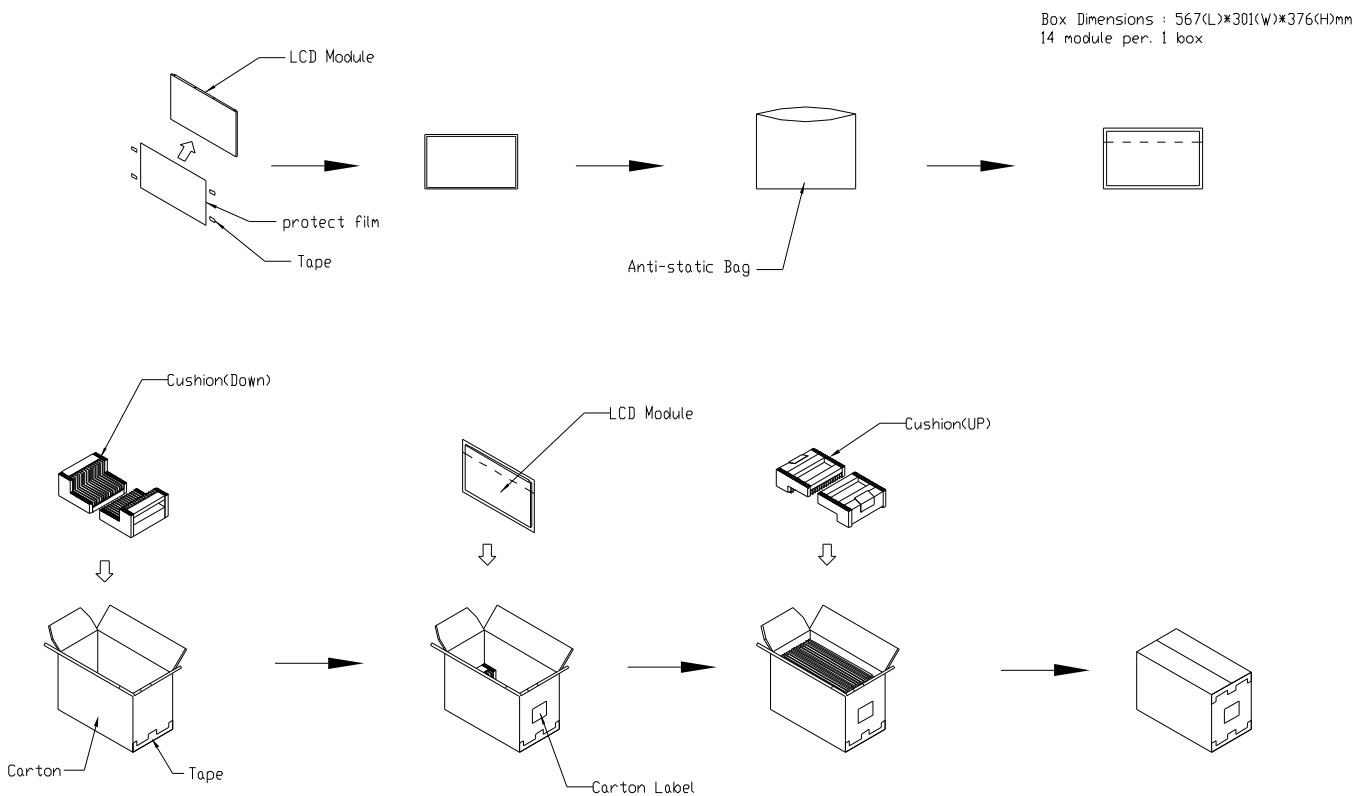 Box Dimensions : 567(L)*301(W)*376(H)mm
14 module per. 1 box
LCD Module
protect film
Tape
Anti-static Bag
Cushion(Down)
LCD Module
Cushion(UP)
Carton
Tape
Carton Label